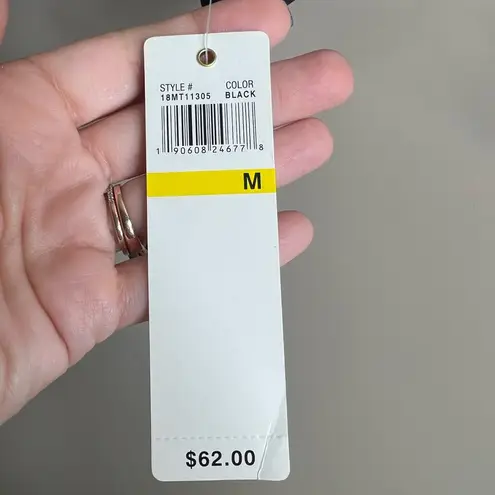 STYLE # COLOR
18MT11305 BLACK
1 90608 24677 8
M
$62.00